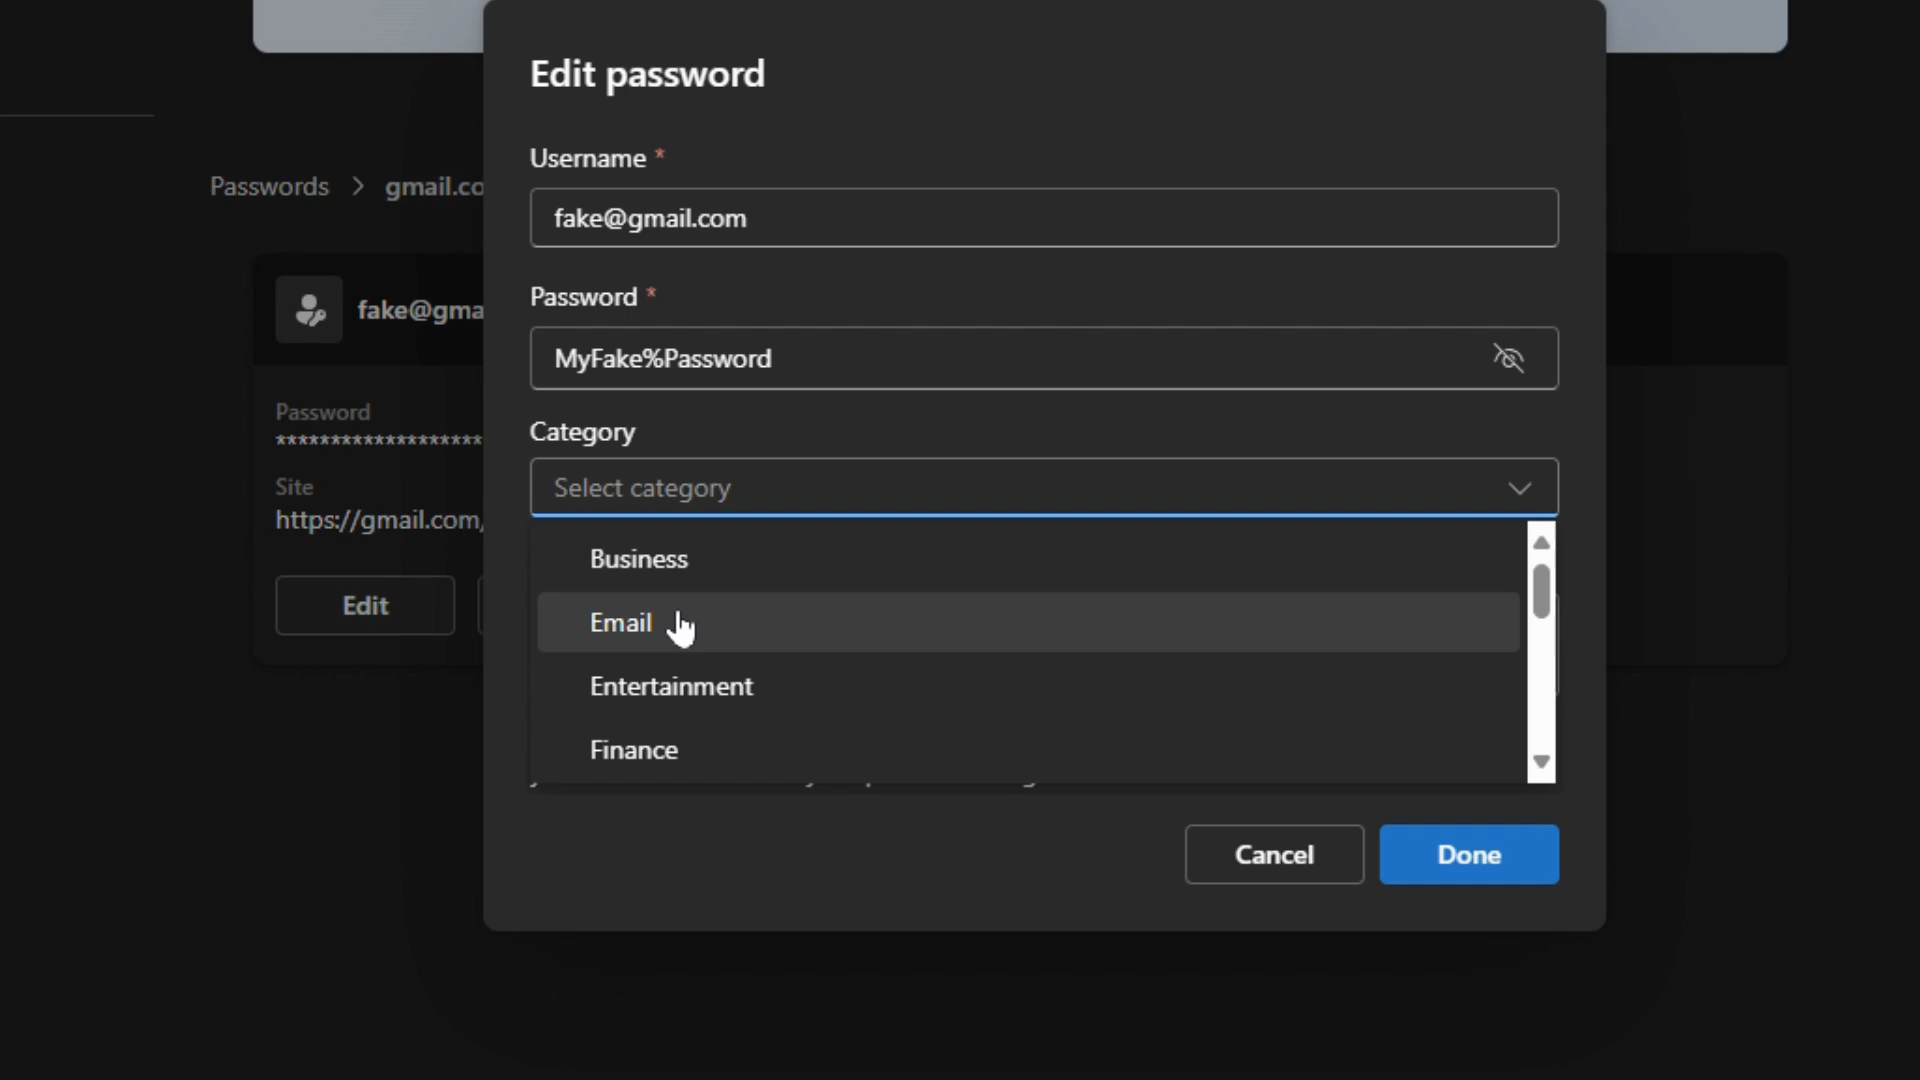 Edit password
Username *
fake@gmail.com
Passwords > gmail.co
Password *
MyFake%Password
fake@gma
Category
Select category
Password
********************
Site
https://gmail.com/
Business
Email
Entertainment
Finance
Edit
Cancel
Done